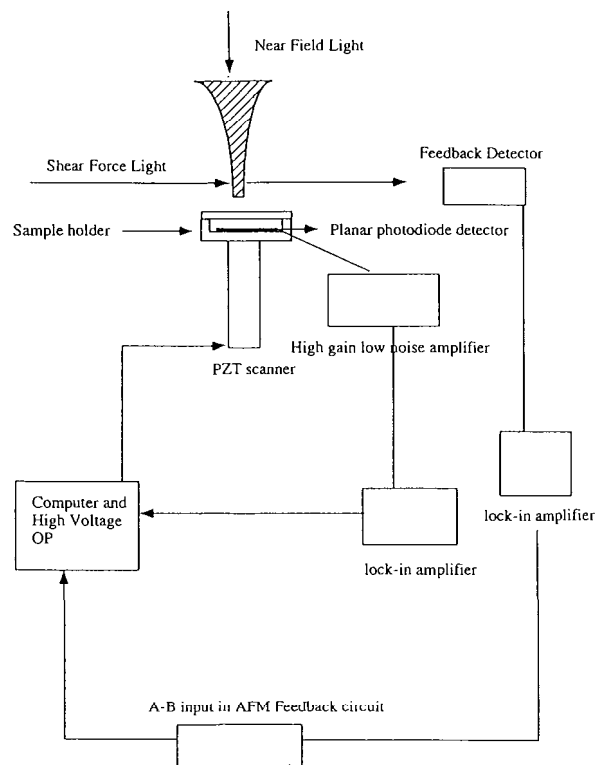 Near Field Light
Shear Force Light
Feedback Detector
Sample holder
Planar photodiode detector
High gain low noise amplifier
PZT scanner
Computer and
High Voltage
OP
lock-in amplifier
lock-in amplifier
A-B input in AFM Feedback circuit